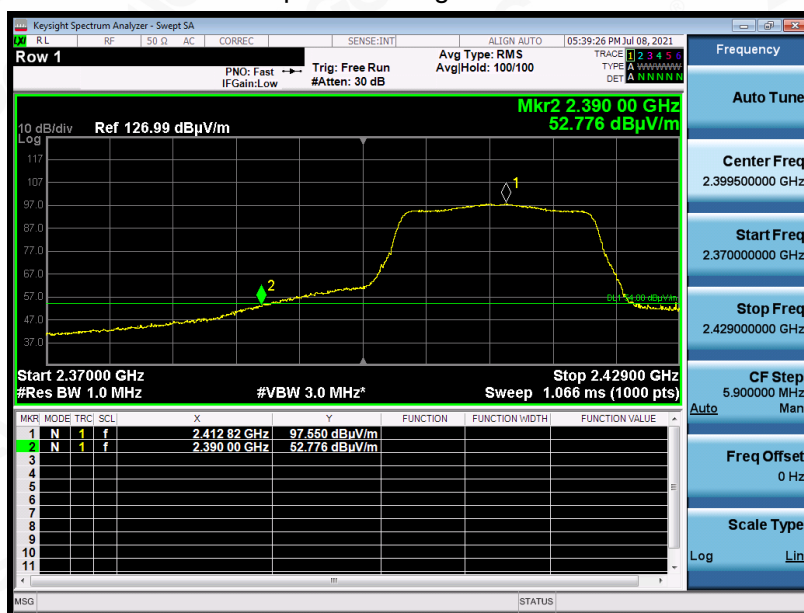 Keysight Spectrum Analyzer - Swept SA
LXI RL RF 50 Ω AC CORREC SENSE:INT ALIGN AUTO 05:39:26 PM Jul 08, 2021
Row 1
PNO: Fast
IFGain:Low
Trig: Free Run
#Atten: 30 dB
Avg Type: RMS
Avg|Hold: 100/100
TRACE 1 2 3 4 5 6
TYPE A WWWWW
DET A N N N N N
Mkr2 2.390 00 GHz
52.776 dBµV/m
10 dB/div Ref 126.99 dBµV/m
Log
117
107
97.0
87.0
77.0
67.0
57.0
47.0
37.0
1
2
Start 2.37000 GHz Stop 2.42900 GHz
#Res BW 1.0 MHz #VBW 3.0 MHz* Sweep 1.066 ms (1000 pts)
MKR MODE TRC SCL X Y FUNCTION FUNCTION WIDTH FUNCTION VALUE
1 N 1 f 2.412 82 GHz 97.550 dBµV/m
2 N 1 f 2.390 00 GHz 52.776 dBµV/m
3
4
5
6
7
8
9
10
11
MSG STATUS
Frequency
Auto Tune
Center Freq
2.399500000 GHz
Start Freq
2.370000000 GHz
Stop Freq
2.429000000 GHz
CF Step
5.900000 MHz
Auto Man
Freq Offset
0 Hz
Scale Type
Log Lin